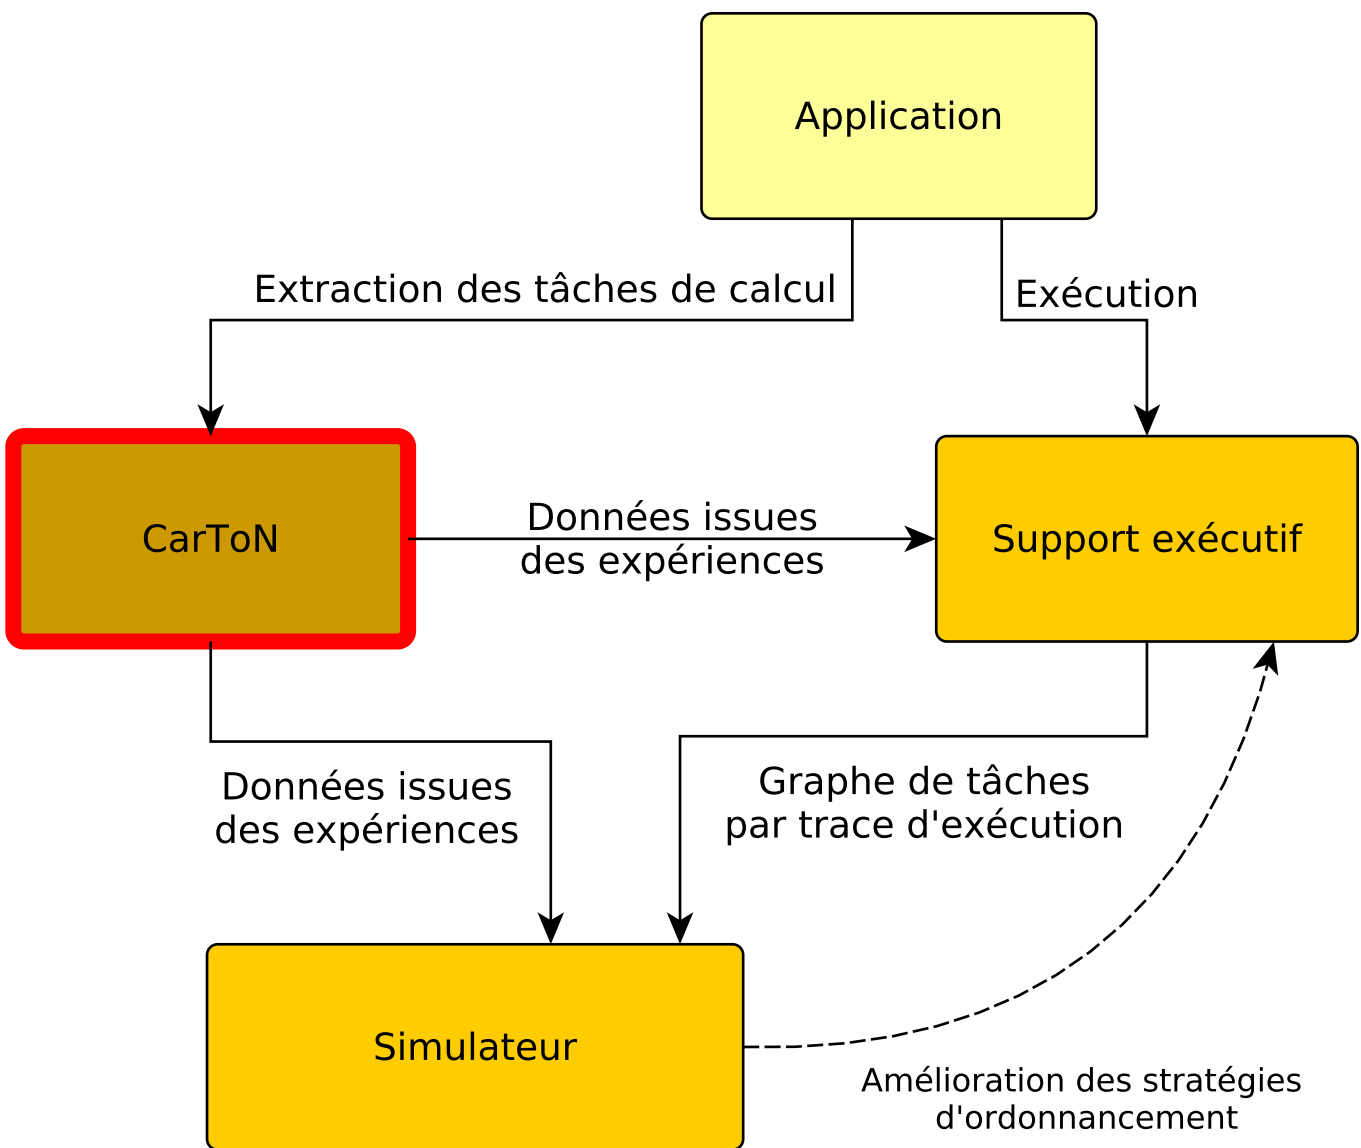 Application
Extraction des tâches de calcul
Exécution
CarToN
Données issues
des expériences
Support exécutif
Données issues
des expériences
Graphe de tâches
par trace d'exécution
Simulateur
Amélioration des stratégies
d'ordonnancement